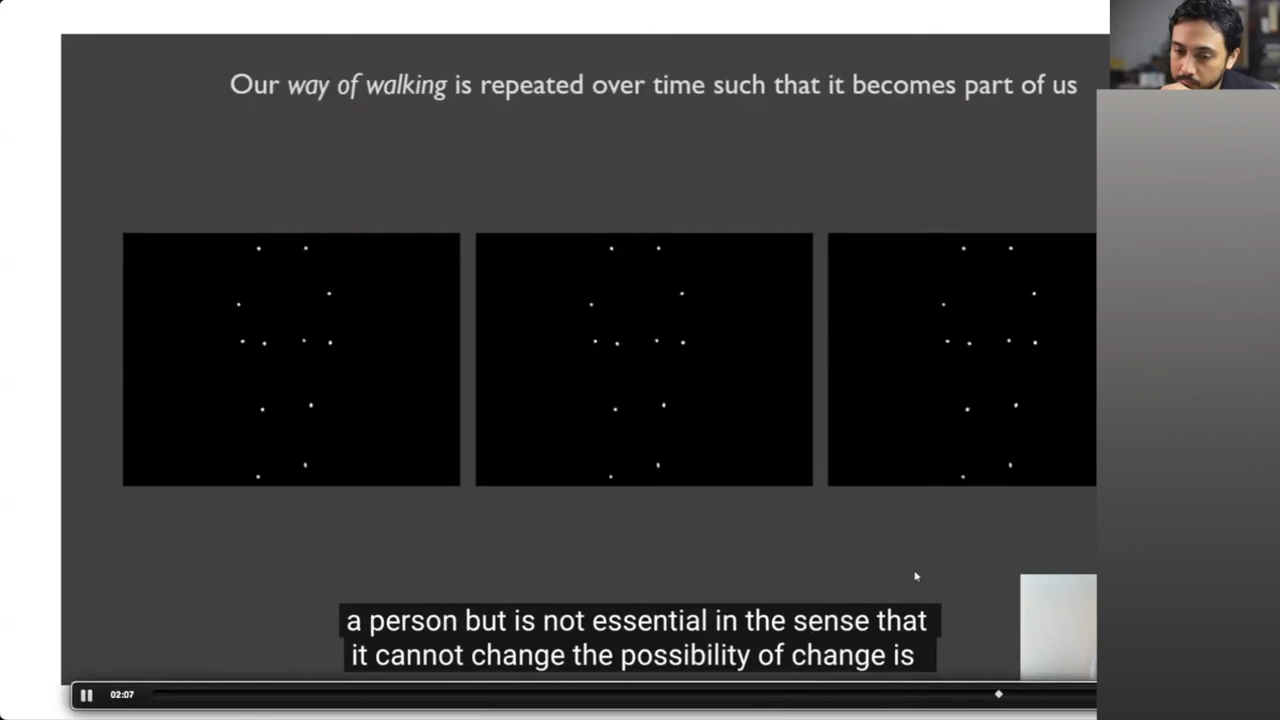 Our way of walking is repeated over time such that it becomes part of us
a person but is not essential in the sense that
it cannot change the possibility of change is
02:07